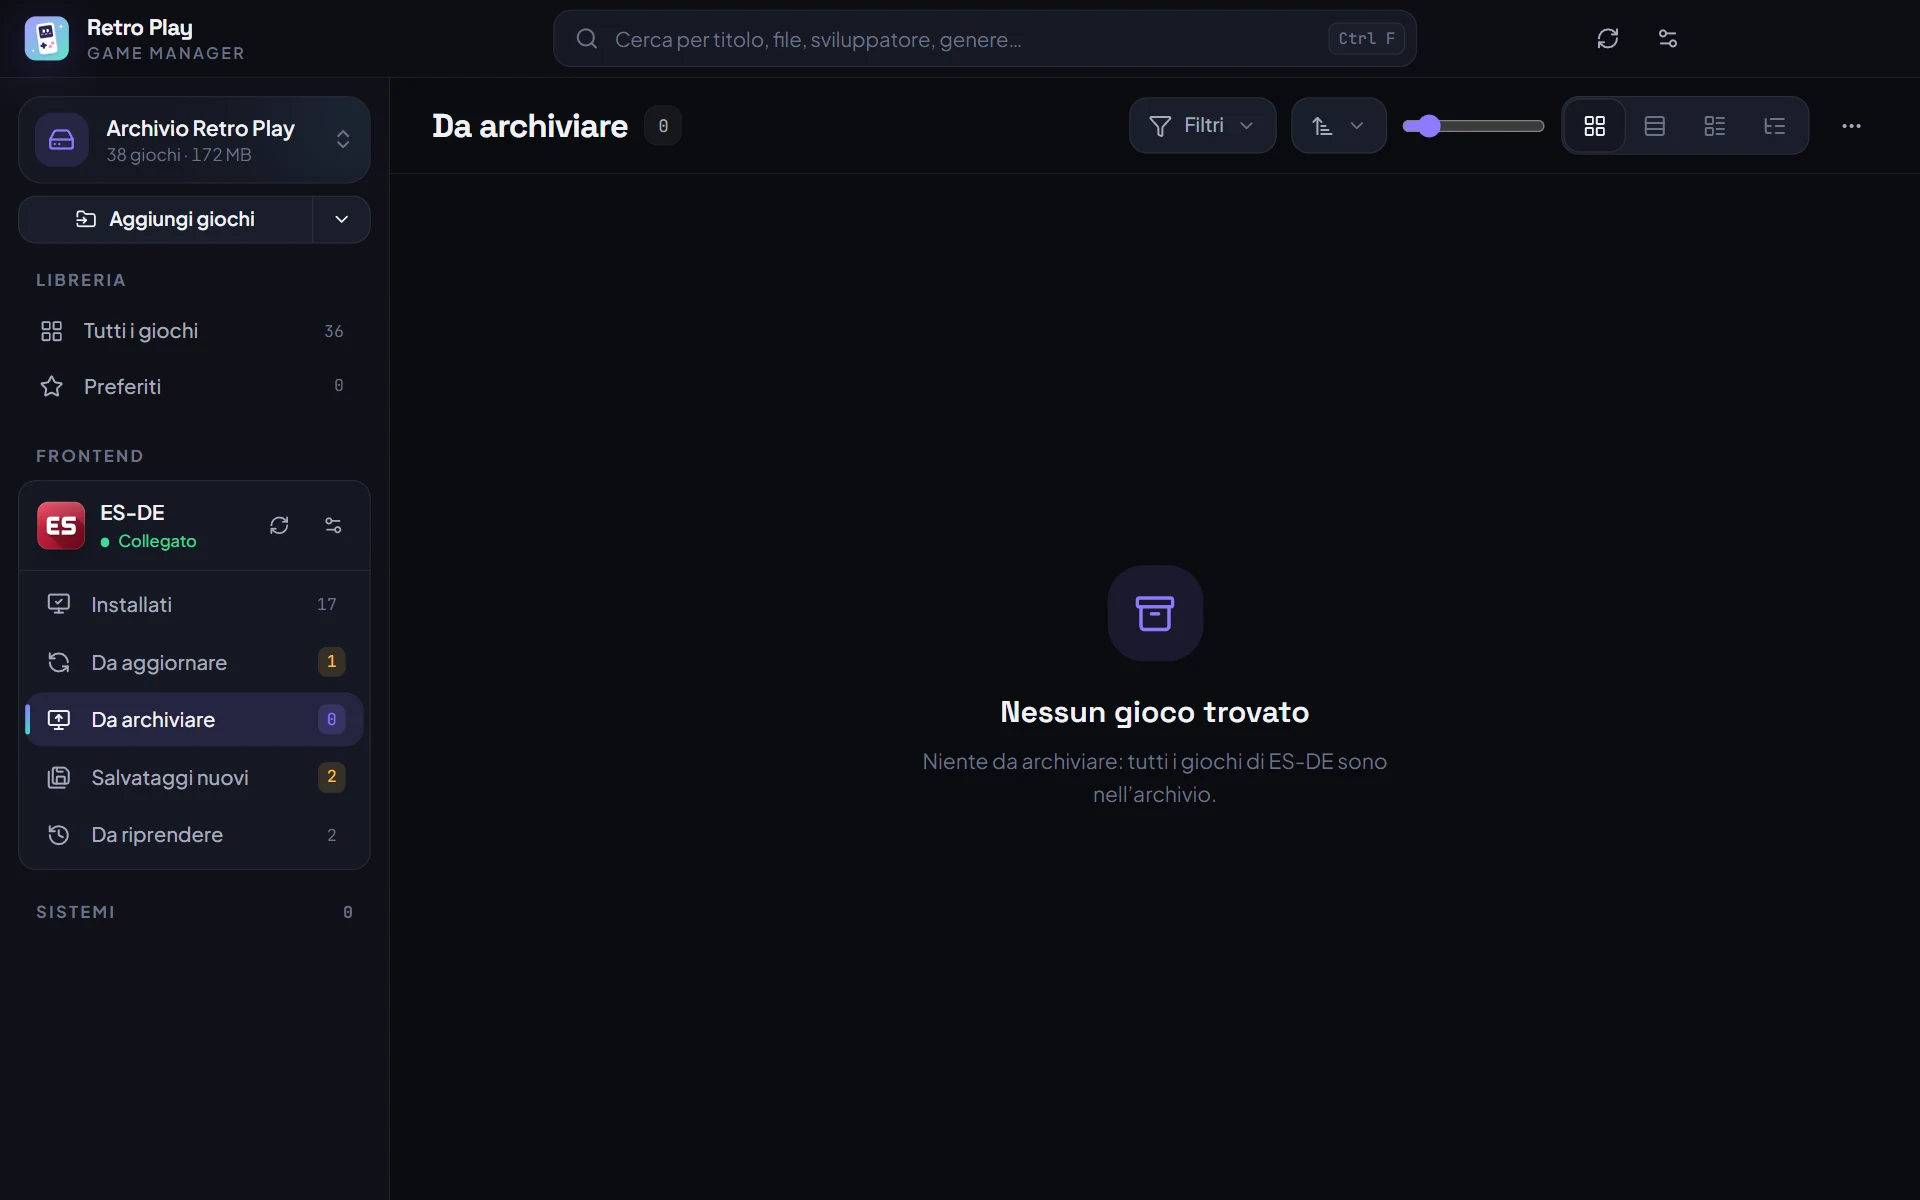 Retro Play
GAME MANAGER
Cerca per titolo, file, sviluppatore, genere…
Ctrl F
Archivio Retro Play
38 giochi · 172 MB
Aggiungi giochi
LIBRERIA
Tutti i giochi 36
Preferiti 0
FRONTEND
ES
ES-DE
Collegato
Installati 17
Da aggiornare 1
Da archiviare 0
Salvataggi nuovi 2
Da riprendere 2
SISTEMI 0
Da archiviare 0
Filtri
Nessun gioco trovato
Niente da archiviare: tutti i giochi di ES-DE sono
nell’archivio.